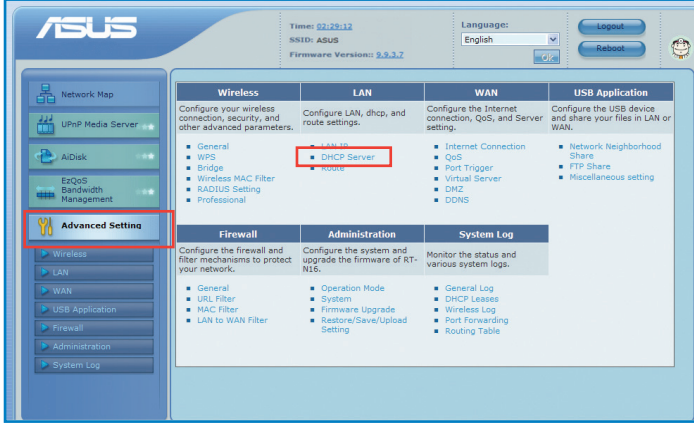 ASUS
Time: 02:29:12
SSID: ASUS
Firmware Version:: 9.9.3.7
Language:
English
OK
Logout
Reboot
Network Map
UPnP Media Server
AiDisk
EzQoS
Bandwidth
Management
Advanced Setting
Wireless
LAN
WAN
USB Application
Firewall
Administration
System Log
Wireless
Configure your wireless
connection, security, and
other advanced parameters.
General
WPS
Bridge
Wireless MAC Filter
RADIUS Setting
Professional
LAN
Configure LAN, dhcp, and
route settings.
LAN IP
DHCP Server
Route
WAN
Configure the Internet
connection, QoS, and Server
setting.
Internet Connection
QoS
Port Trigger
Virtual Server
DMZ
DDNS
USB Application
Configure the USB device
and share your files in LAN or
WAN.
Network Neighborhood
Share
FTP Share
Miscellaneous setting
Firewall
Configure the firewall and
filter mechanisms to protect
your network.
General
URL Filter
MAC Filter
LAN to WAN Filter
Administration
Configure the system and
upgrade the firmware of RT-
N16.
Operation Mode
System
Firmware Upgrade
Restore/Save/Upload
Setting
System Log
Monitor the status and
various system logs.
General Log
DHCP Leases
Wireless Log
Port Forwarding
Routing Table